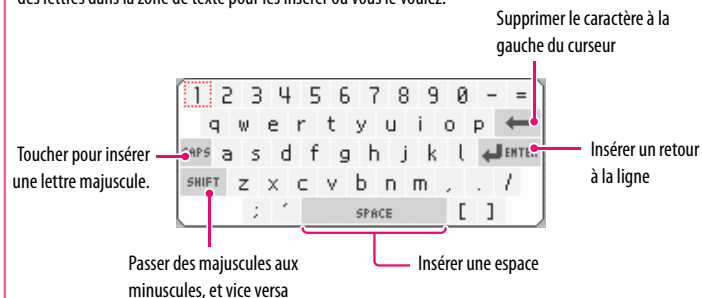 des lettres dans la zone de texte pour les insérer où vous le voulez.
Supprimer le caractère à la
gauche du curseur
1 2 3 4 5 6 7 8 9 0 - =
q w e r t y u i o p
CAPS a s d f g h j k l ENTER
SHIFT z x c v b n m , . /
; ´ SPACE [ ]
Toucher pour insérer
une lettre majuscule.
Insérer un retour
à la ligne
Passer des majuscules aux
minuscules, et vice versa
Insérer une espace